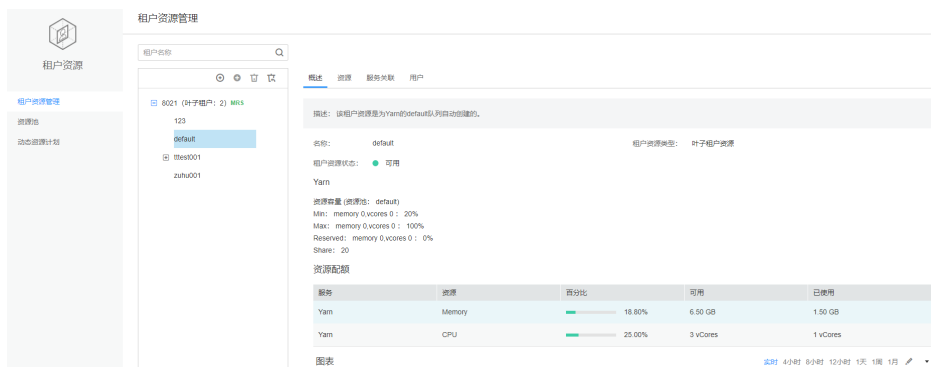 租户资源
租户资源管理
资源池
动态资源计划
租户资源管理
租户名称
8021（叶子租户：2）MRS
123
default
tttest001
zuhu001
概述 资源 服务关联 用户
描述： 该租户资源是为Yarn的default队列自动创建的。
名称： default 租户资源类型： 叶子租户资源
租户资源状态： 可用
Yarn
资源容量 (资源池： default)
Min： memory 0,vcores 0 ： 20%
Max： memory 0,vcores 0 ： 100%
Reserved： memory 0,vcores 0 ： 0%
Share： 20
资源配额
服务 资源 百分比 可用 已使用
Yarn Memory 18.80% 6.50 GB 1.50 GB
Yarn CPU 25.00% 3 vCores 1 vCores
图表 实时 4小时 8小时 12小时 1天 1周 1月